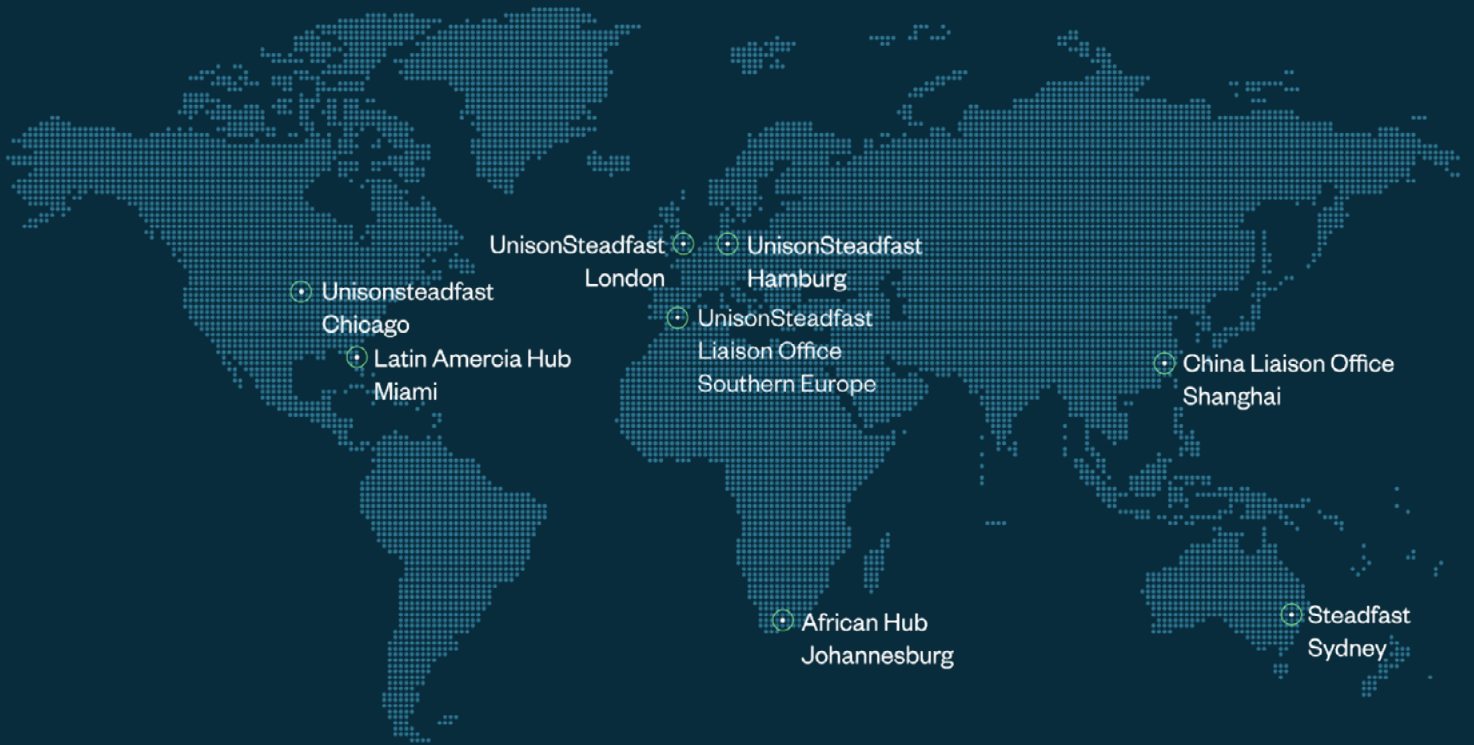 UnisonSteadfast
London
UnisonSteadfast
Hamburg
Unisonsteadfast
Chicago
UnisonSteadfast
Liaison Office
Southern Europe
Latin Amercia Hub
Miami
China Liaison Office
Shanghai
African Hub
Johannesburg
Steadfast
Sydney